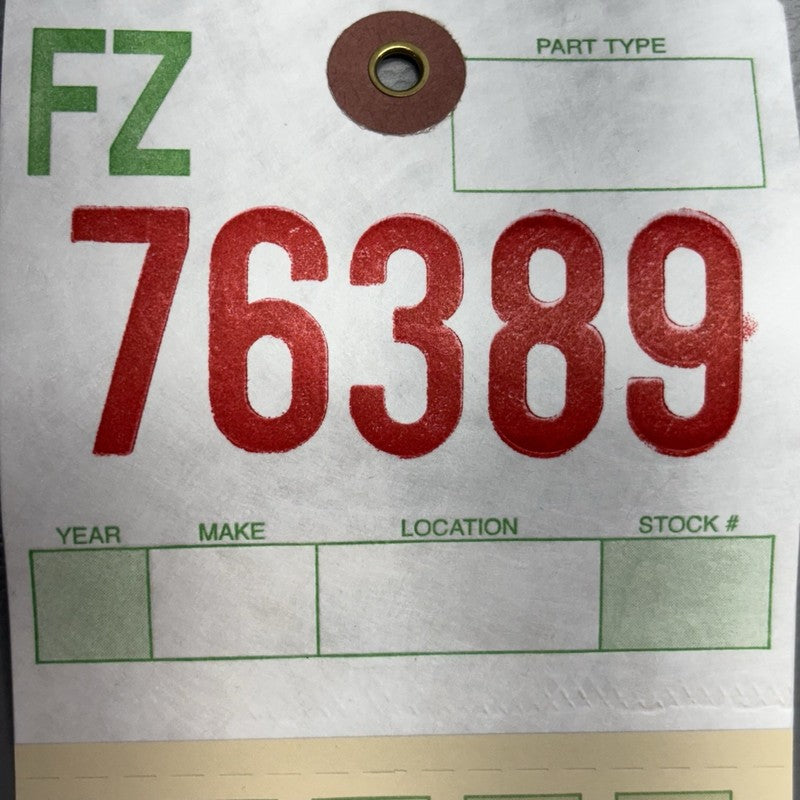 FZ
PART TYPE
76389
YEAR MAKE LOCATION STOCK #